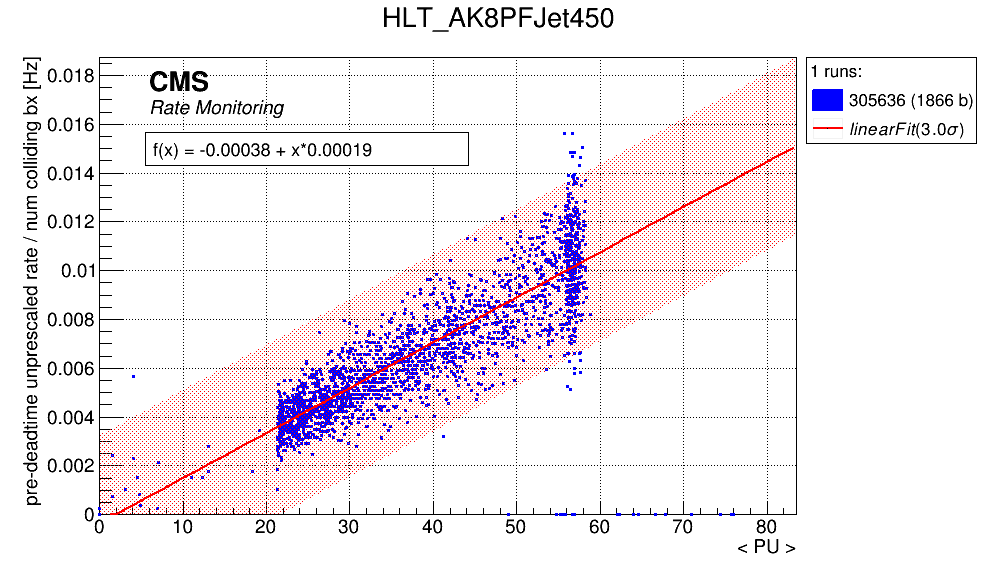 HLT_AK8PFJet450
pre-deadtime unprescaled rate / num colliding bx [Hz]
0.018
0.016
0.014
0.012
0.01
0.008
0.006
0.004
0.002
0
CMS
Rate Monitoring
f(x) = -0.00038 + x*0.00019
1 runs:
305636 (1866 b)
linearFit(3.0σ)
0 10 20 30 40 50 60 70 80
< PU >